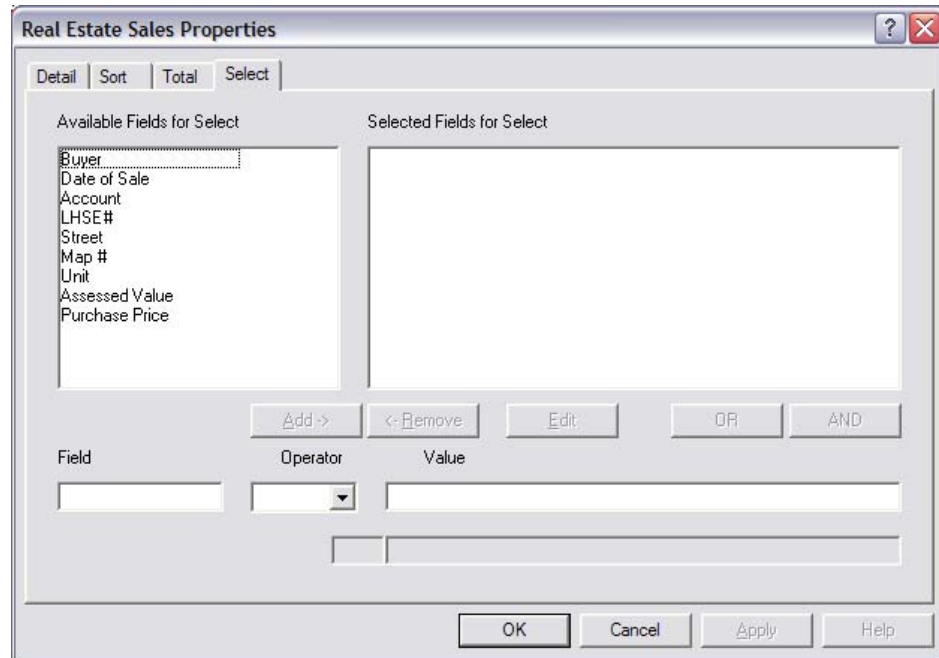 Real Estate Sales Properties
Detail Sort Total Select
Available Fields for Select Selected Fields for Select
Buyer
Date of Sale
Account
LHSE#
Street
Map #
Unit
Assessed Value
Purchase Price
Add -> <- Remove Edit OR AND
Field Operator Value
OK Cancel Apply Help